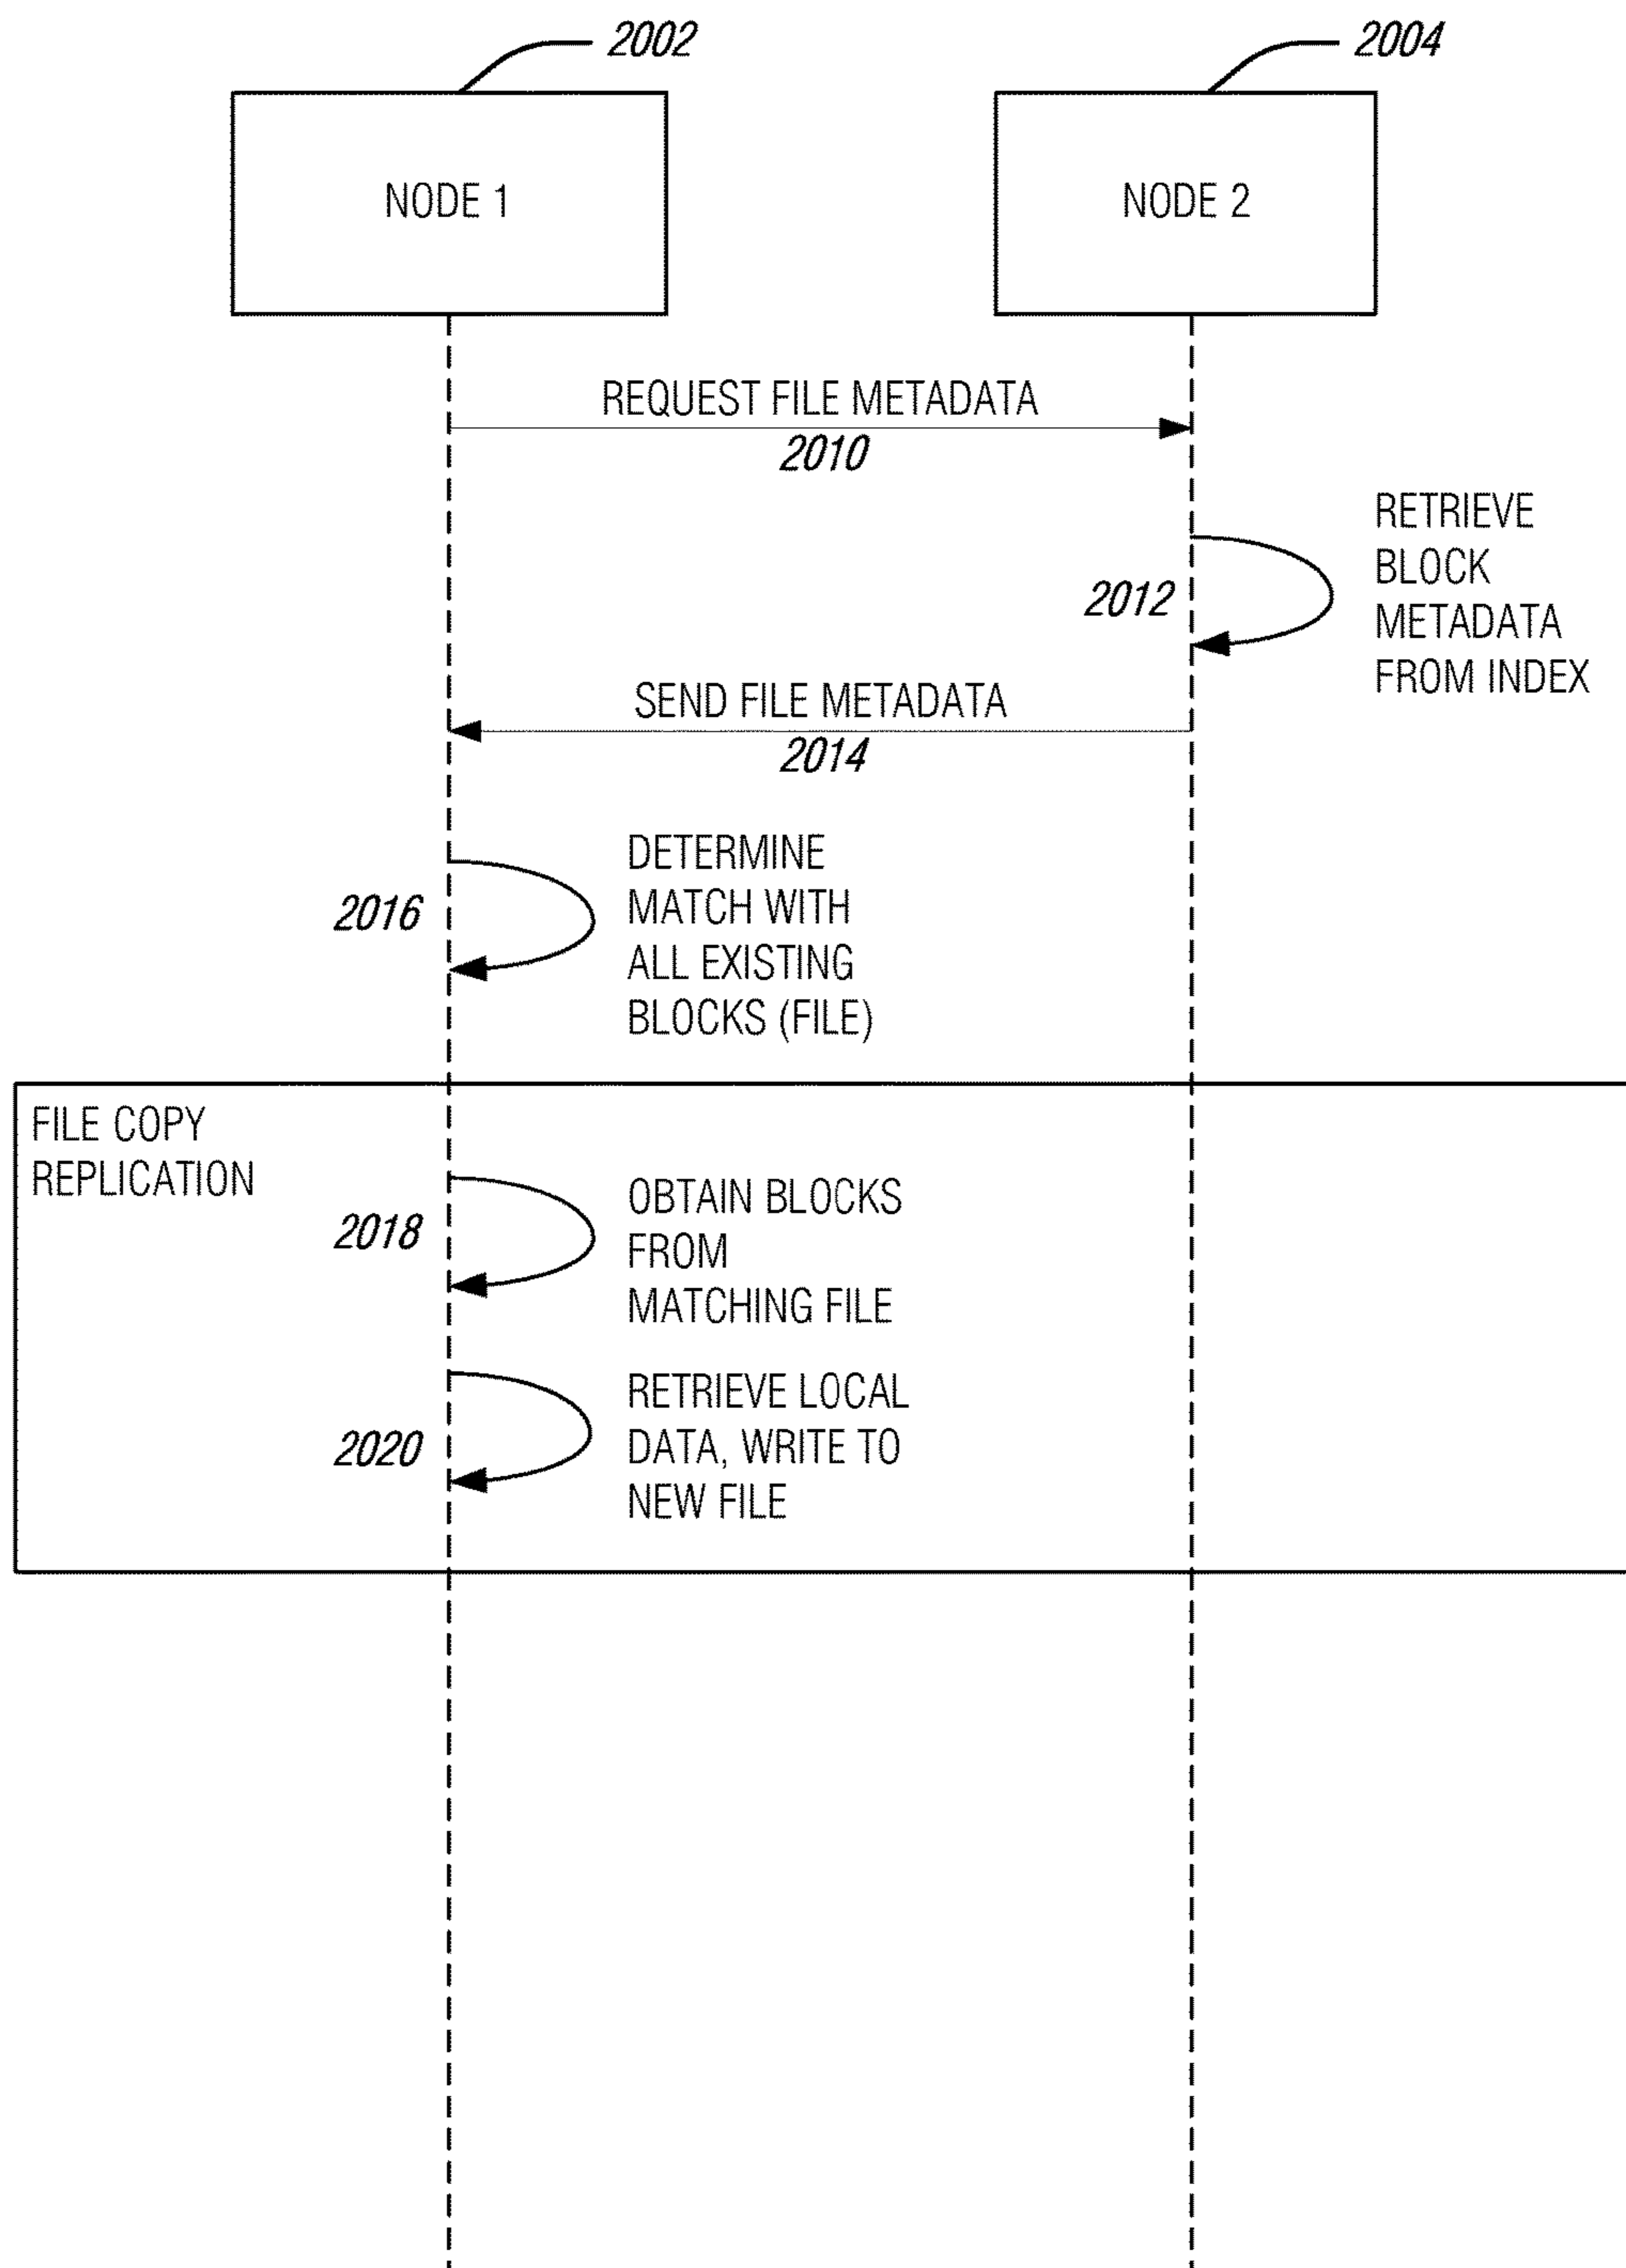 2002
2004
NODE 1
NODE 2
REQUEST FILE METADATA
2010
RETRIEVE
BLOCK
METADATA
FROM INDEX
2012
SEND FILE METADATA
2014
DETERMINE
MATCH WITH
ALL EXISTING
BLOCKS (FILE)
2016
FILE COPY
REPLICATION
OBTAIN BLOCKS
FROM
MATCHING FILE
2018
RETRIEVE LOCAL
DATA, WRITE TO
NEW FILE
2020